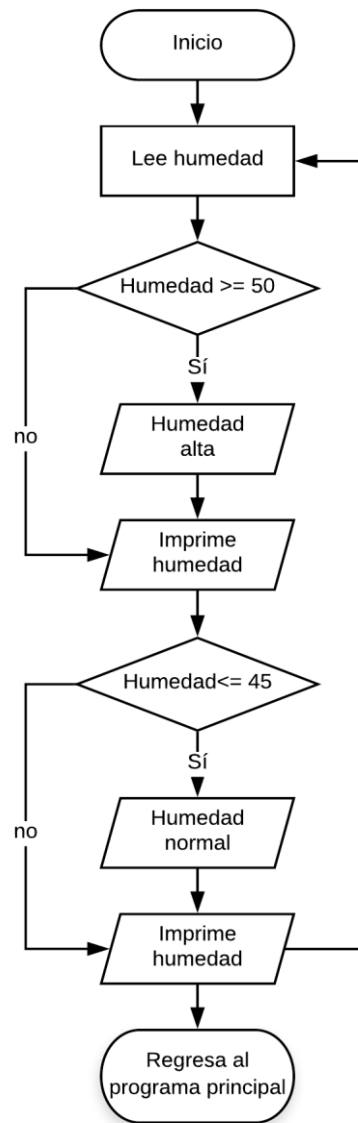 Inicio
Lee humedad
Humedad >= 50
Sí
no
Humedad
alta
Imprime
humedad
Humedad<= 45
Sí
no
Humedad
normal
Imprime
humedad
Regresa al
programa principal